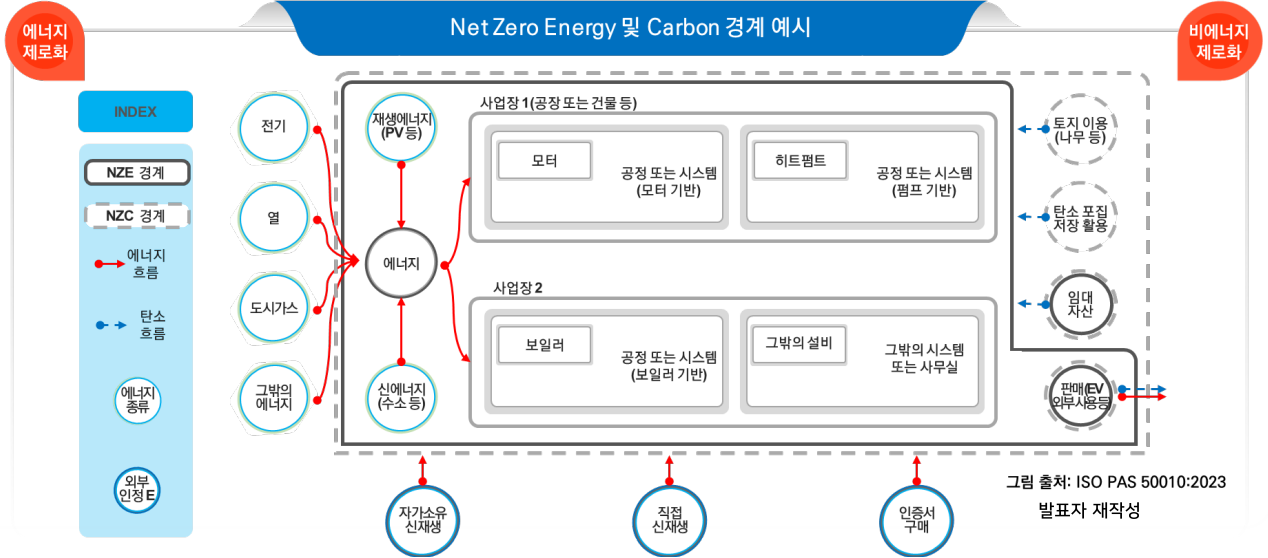 에너지
제로화
Net Zero Energy 및 Carbon 경계 예시
비에너지
제로화
INDEX
NZE 경계
NZC 경계
에너지
흐름
탄소
흐름
에너지
종류
외부
인정 E
전기
열
도시가스
그밖의
에너지
재생에너지
(PV 등)
에너지
신에너지
(수소 등)
사업장 1(공장 또는 건물 등)
모터
공정 또는 시스템
(모터 기반)
히트펌트
공정 또는 시스템
(펌프 기반)
사업장 2
보일러
공정 또는 시스템
(보일러 기반)
그밖의 설비
그밖의 시스템
또는 사무실
토지 이용
(나무 등)
탄소 포집
저장 활용
임대
자산
판매(EV
외부사용등)
자가소유
신재생
직접
신재생
인증서
구매
그림 출처: ISO PAS 50010:2023
발표자 재작성